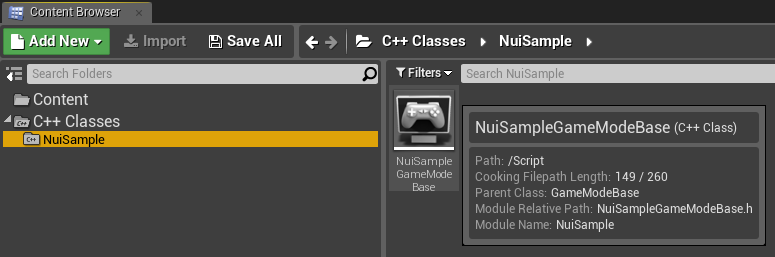 Content Browser
Add New
Import
Save All
C++ Classes
NuiSample
Search Folders
Filters
Search NuiSample
Content
C++ Classes
NuiSample
NuiSample
GameMode
Base
NuiSampleGameModeBase (C++ Class)
Path: /Script
Cooking Filepath Length: 149 / 260
Parent Class: GameModeBase
Module Relative Path: NuiSampleGameModeBase.h
Module Name: NuiSample